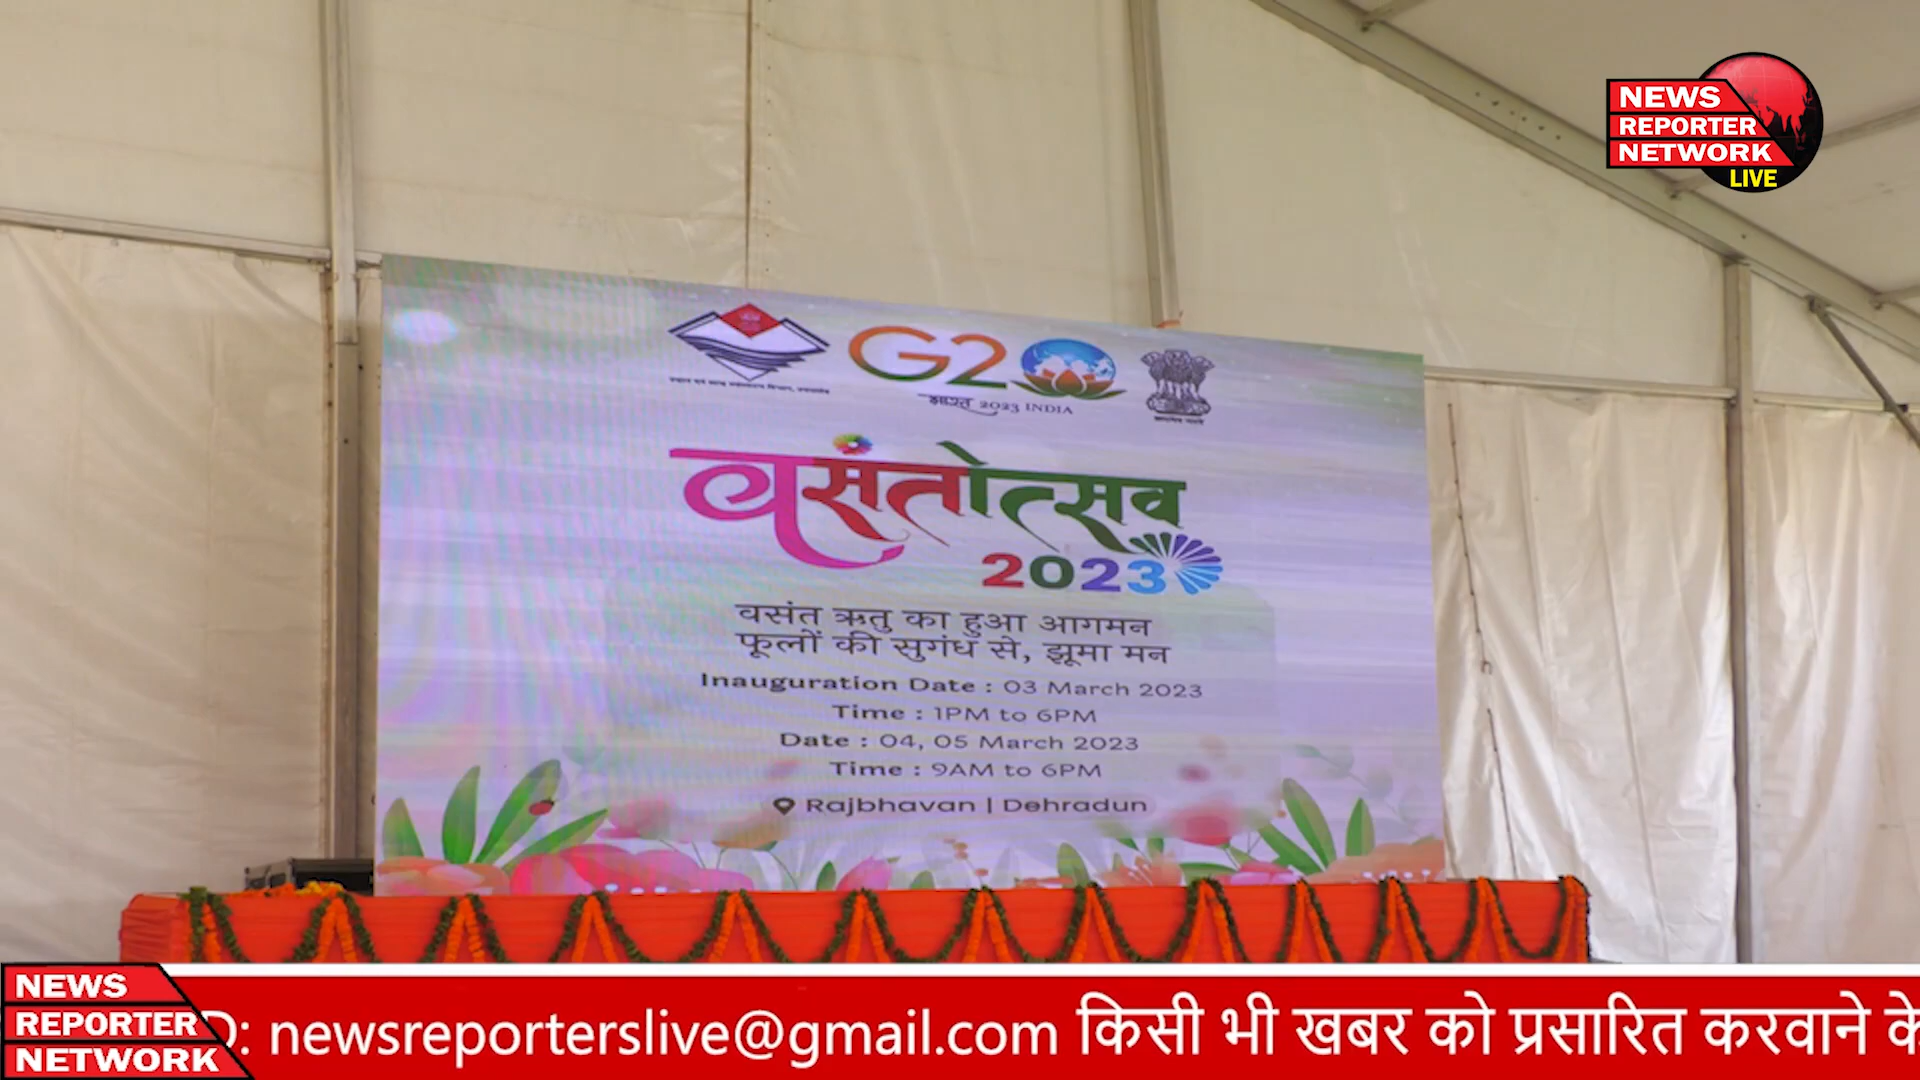 NEWS
REPORTER
NETWORK
LIVE
G20
भारत 2023 INDIA
वसंतोत्सव
2023
वसंत ऋतु का हुआ आगमन
फूलों की सुगंध से, झूमा मन
Inauguration Date : 03 March 2023
Time : 1PM to 6PM
Date : 04, 05 March 2023
Time : 9AM to 6PM
Rajbhavan | Dehradun
NEWS
REPORTER
NETWORK
D: newsreporterslive@gmail.com किसी भी खबर को प्रसारित करवाने के